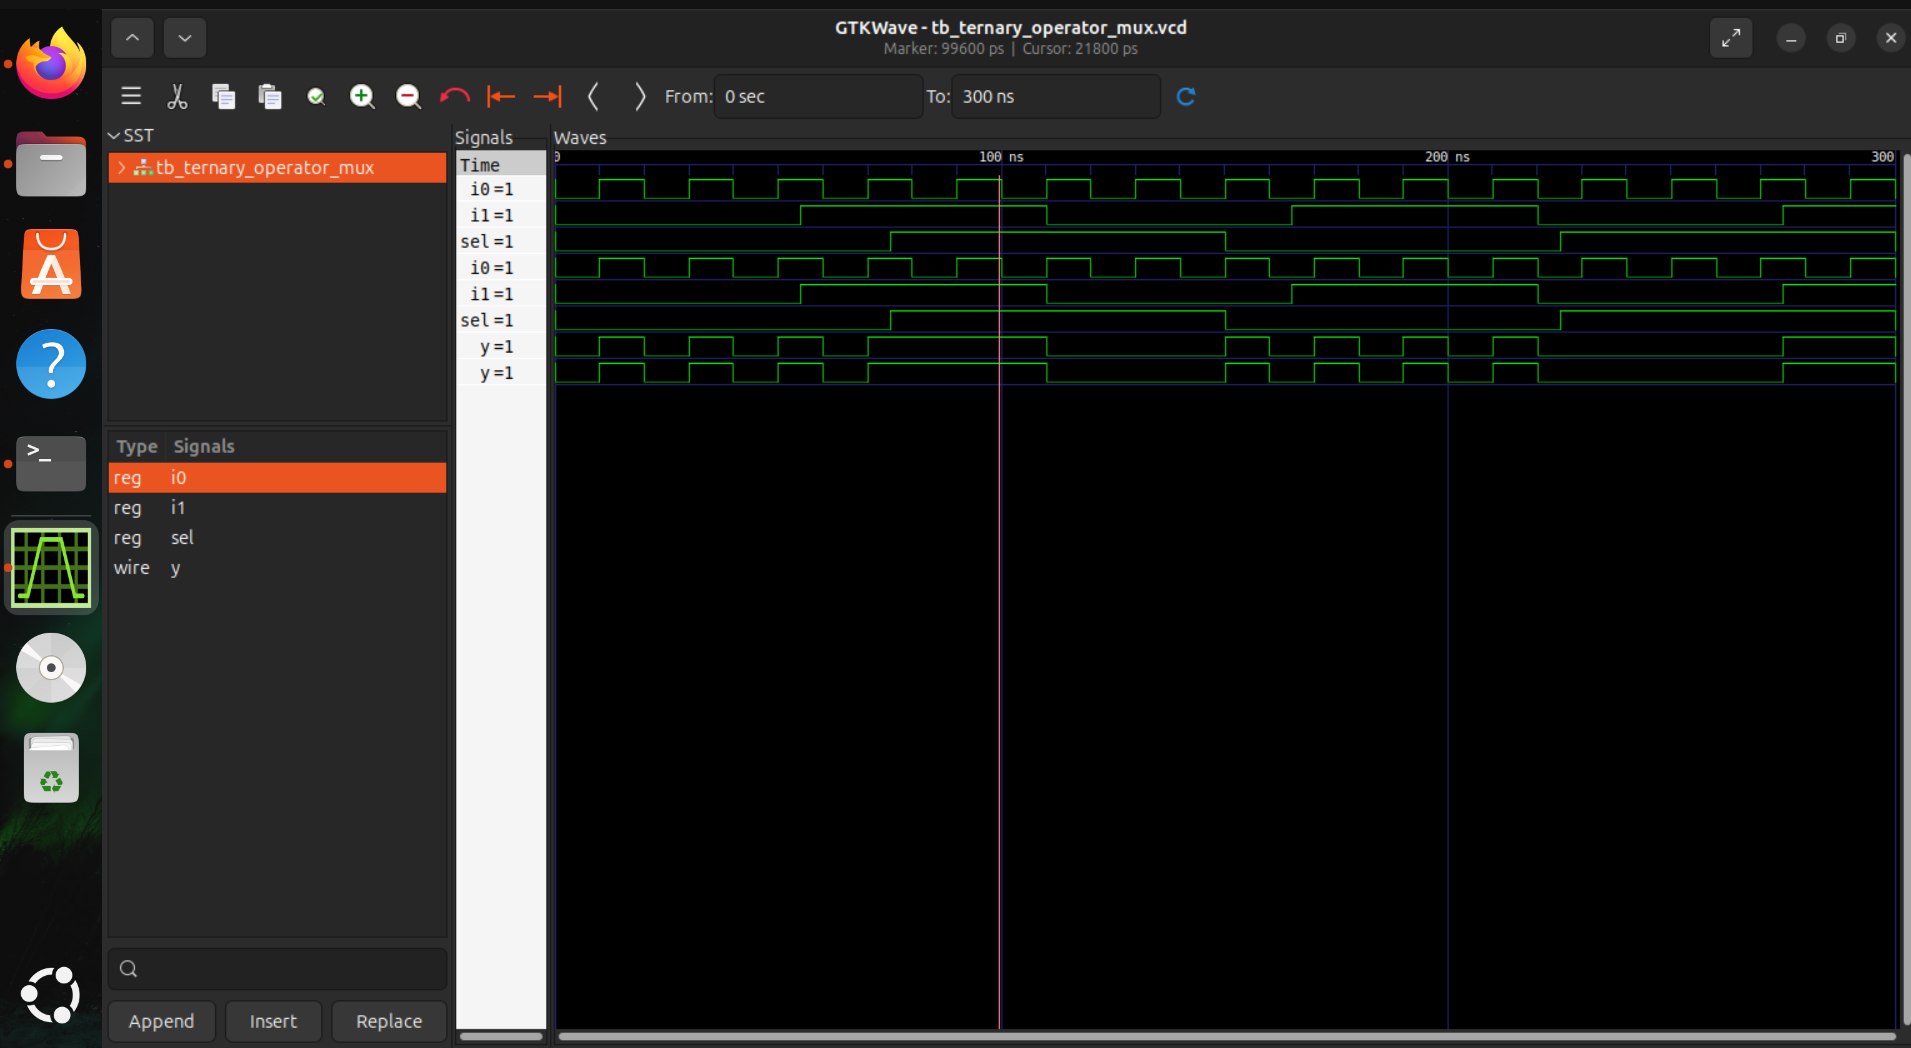 GTKWave - tb_ternary_operator_mux.vcd
Marker: 99600 ps | Cursor: 21800 ps
From: 0 sec To: 300 ns
SST
tb_ternary_operator_mux
Type Signals
reg i0
reg i1
reg sel
wire y
Append Insert Replace
Signals
Time
i0=1
i1=1
sel=1
i0=1
i1=1
sel=1
y=1
y=1
Waves
0 100 ns 200 ns 300